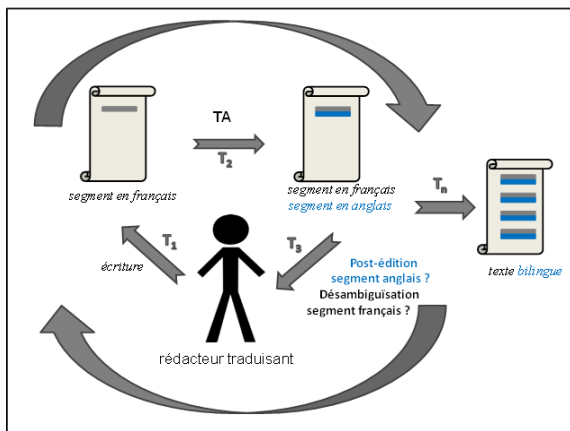 TA
T2
segment en français
segment en français
segment en anglais
Tn
T1
écriture
T3
Post-édition
segment anglais ?
Désambiguïsation
segment français ?
texte bilingue
rédacteur traduisant